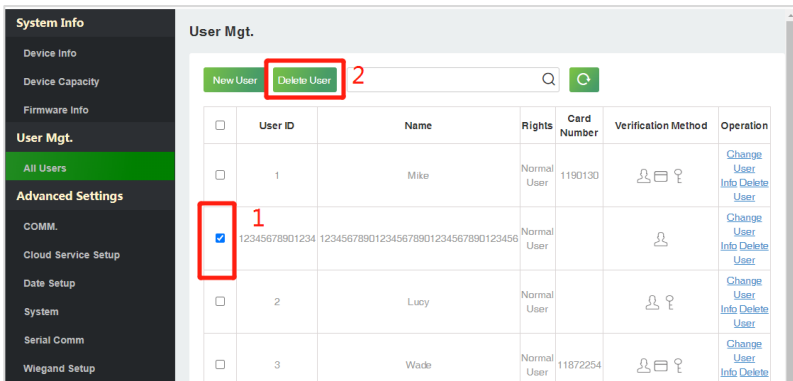 System Info
Device Info
Device Capacity
Firmware Info
User Mgt.
All Users
Advanced Settings
COMM.
Cloud Service Setup
Date Setup
System
Serial Comm
Wiegand Setup
User Mgt.
New User
Delete User
2
User ID
Name
Rights
Card
Number
Verification Method
Operation
1
Mike
Normal
User
1190130
Change
User
Info Delete
User
1
12345678901234
123456789012345678901234567890123456
Normal
User
Change
User
Info Delete
User
2
Lucy
Normal
User
Change
User
Info Delete
User
3
Wade
Normal
User
11872254
Change
User
Info Delete